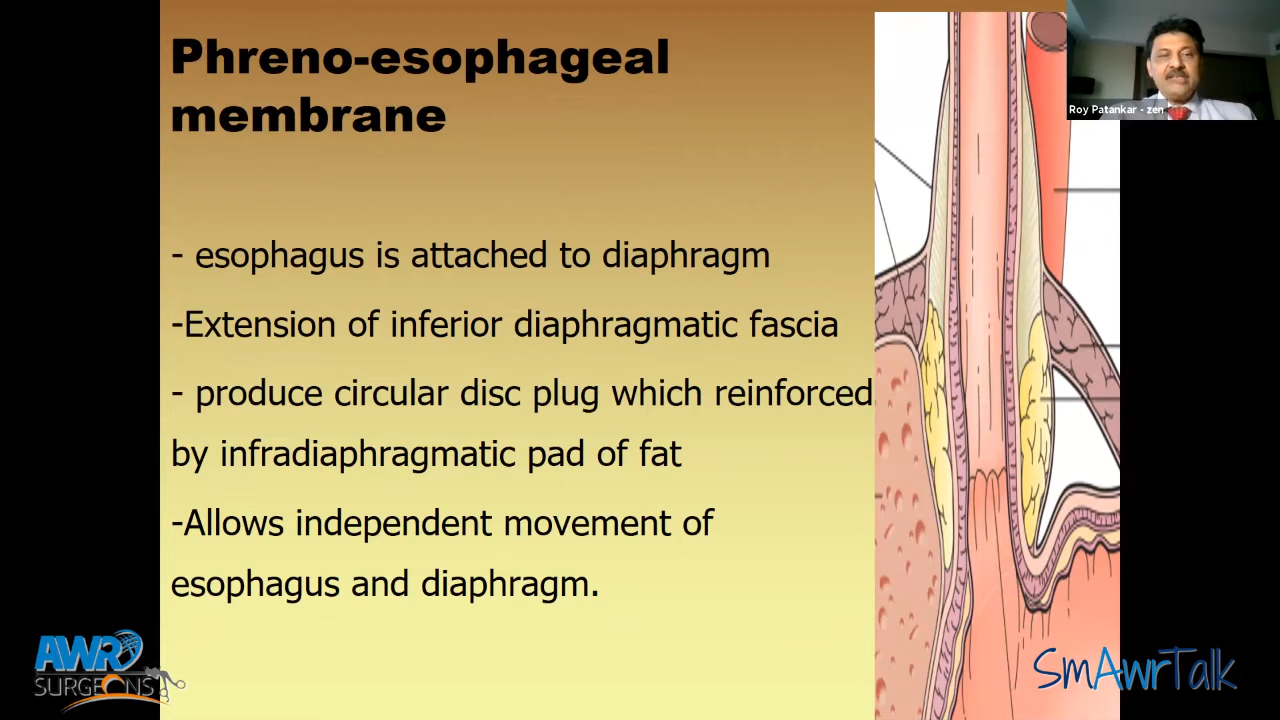 Phreno-esophageal
membrane
- esophagus is attached to diaphragm
-Extension of inferior diaphragmatic fascia
- produce circular disc plug which reinforced
by infradiaphragmatic pad of fat
-Allows independent movement of
esophagus and diaphragm.
Roy Patankar - zen
AWR
SURGEONS
SmAwrTalk